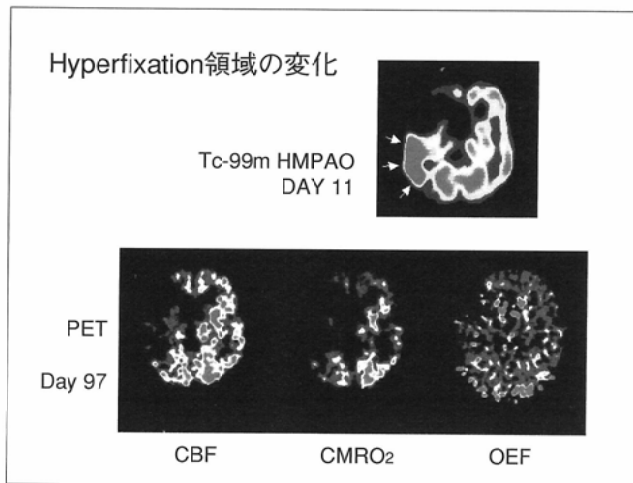 Hyperfixation領域の変化
Tc-99m HMPAO
DAY 11
PET
Day 97
CBF
CMRO2
OEF